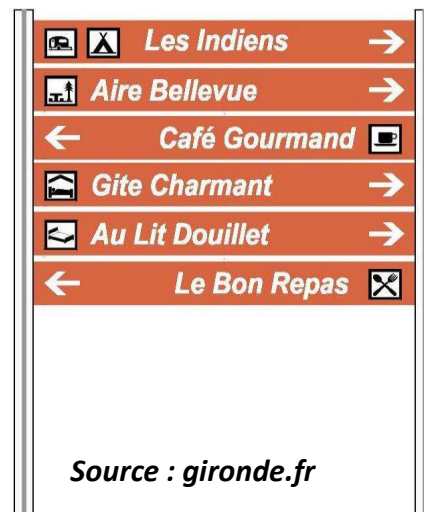 Les Indiens
Aire Bellevue
Café Gourmand
Gite Charmant
Au Lit Douillet
Le Bon Repas
Source : gironde.fr